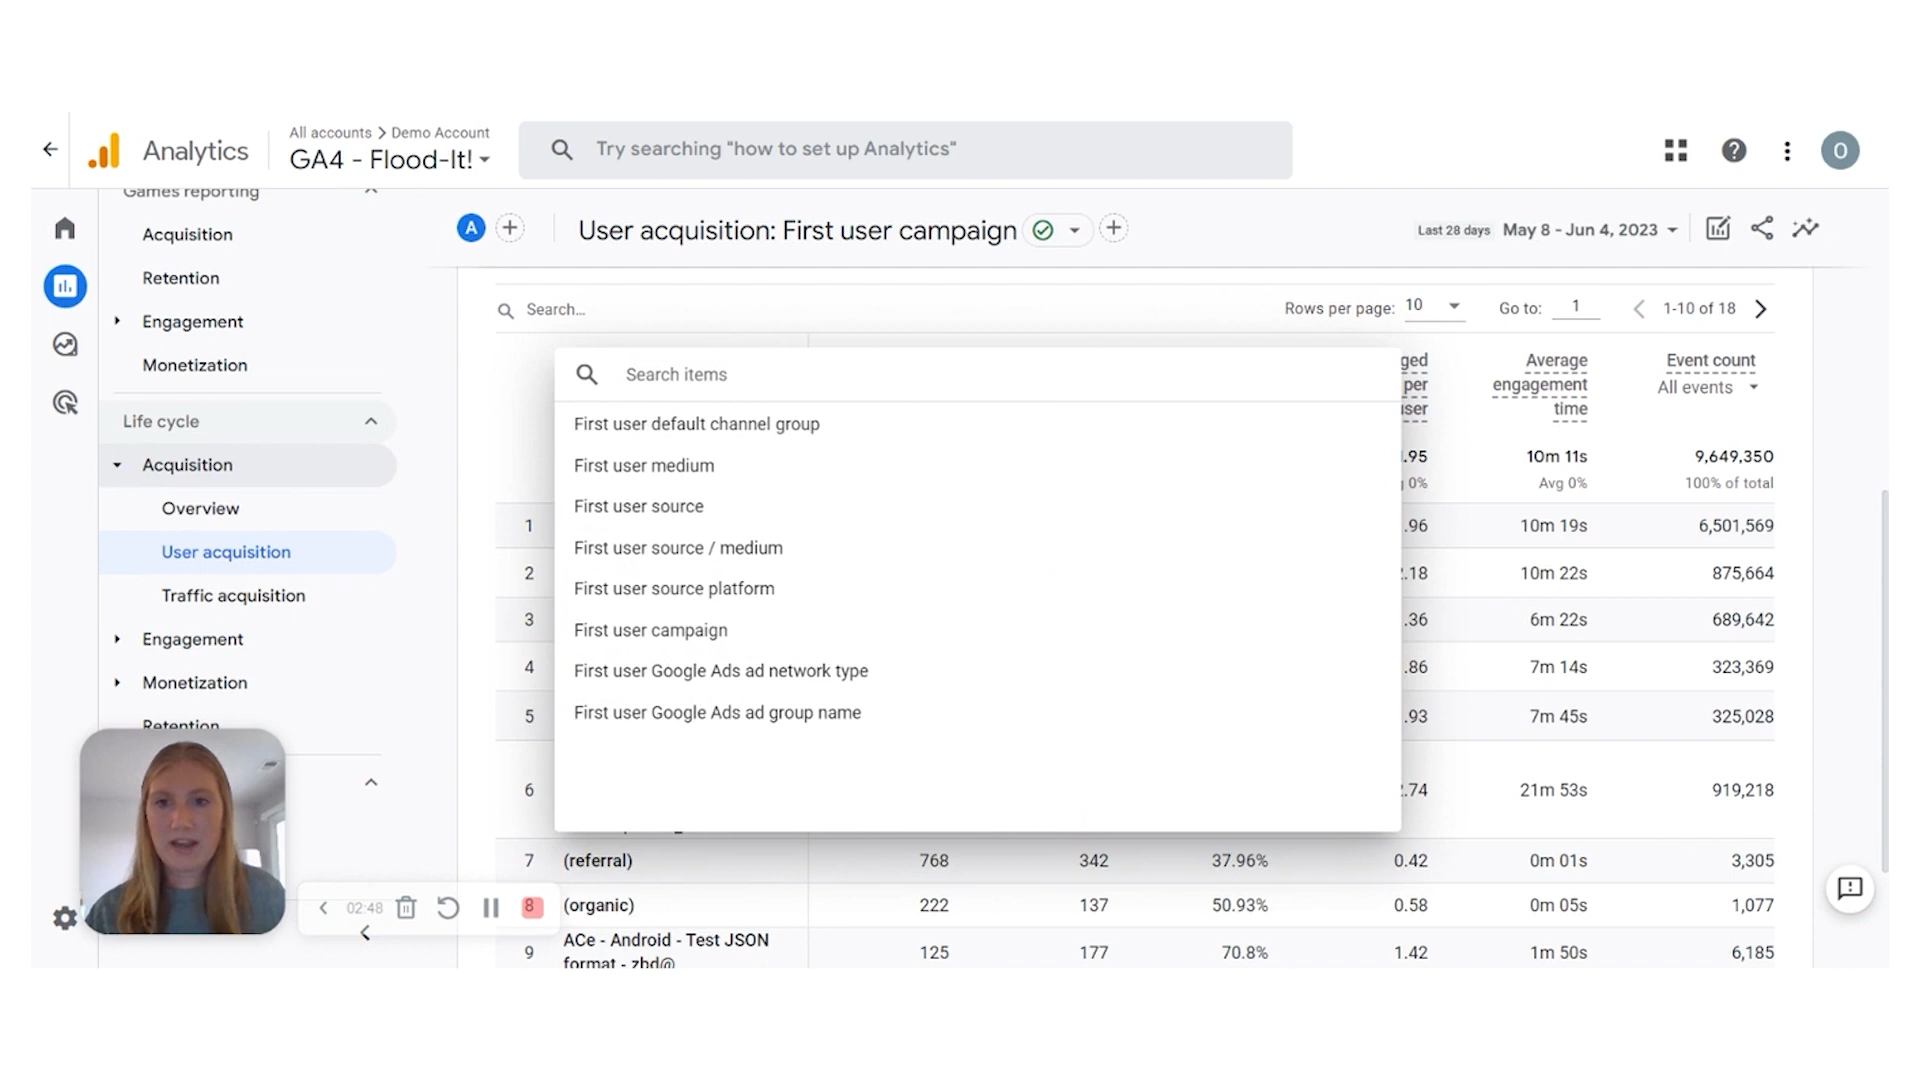 All accounts > Demo Account
Analytics
GA4 - Flood-It!
Try searching "how to set up Analytics"
O
Games reporting
Acquisition
Retention
Engagement
Monetization
Life cycle
Acquisition
Overview
User acquisition
Traffic acquisition
Engagement
Monetization
Retention
02:48
A
User acquisition: First user campaign
Last 28 days May 8 - Jun 4, 2023
Search...
Rows per page: 10
Go to: 1
1-10 of 18
Search items
First user default channel group
First user medium
First user source
First user source / medium
First user source platform
First user campaign
First user Google Ads ad network type
First user Google Ads ad group name
ged
per
user
Average
engagement
time
Event count
All events
.95 10m 11s 9,649,350
0% Avg 0% 100% of total
1 .96 10m 19s 6,501,569
2 .18 10m 22s 875,664
3 .36 6m 22s 689,642
4 .86 7m 14s 323,369
5 .93 7m 45s 325,028
6 .74 21m 53s 919,218
7 (referral) 768 342 37.96% 0.42 0m 01s 3,305
8 (organic) 222 137 50.93% 0.58 0m 05s 1,077
9 ACe - Android - Test JSON 125 177 70.8% 1.42 1m 50s 6,185
format - zbd@